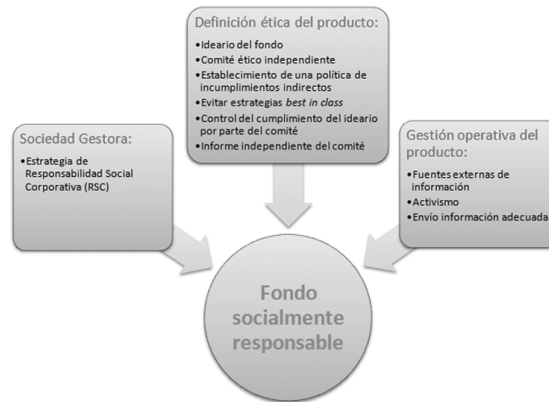 Definición ética del producto:
•Ideario del fondo
•Comité ético independiente
•Establecimiento de una política de
incumplimientos indirectos
•Evitar estrategias best in class
•Control del cumplimiento del ideario
por parte del comité
•Informe independiente del comité
Sociedad Gestora:
•Estrategia de
Responsabilidad Social
Corporativa (RSC)
Gestión operativa del
producto:
•Fuentes externas de
información
•Activismo
•Envío información adecuada
Fondo
socialmente
responsable